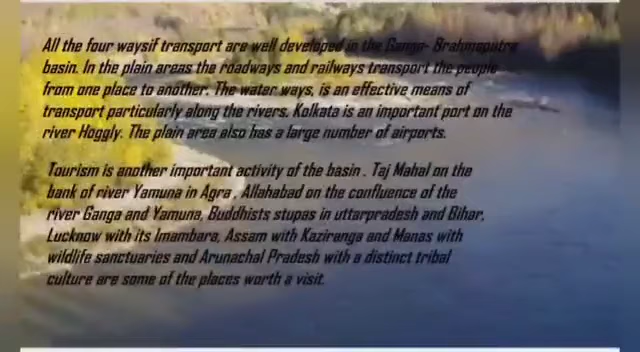 All the four waysif transport are well developed in the Ganga- Brahmaputra
basin. In the plain areas the roadways and railways transport the people
from one place to another. The water ways, is an effective means of
transport particularly along the rivers. Kolkata is an important port on the
river Hoggly. The plain area also has a large number of airports.
Tourism is another important activity of the basin . Taj Mahal on the
bank of river Yamuna in Agra , Allahabad on the confluence of the
river Ganga and Yamuna, Buddhists stupas in uttarpradesh and Bihar,
Lucknow with its Imambara, Assam with Kaziranga and Manas with
wildlife sanctuaries and Arunachal Pradesh with a distinct tribal
culture are some of the places worth a visit.